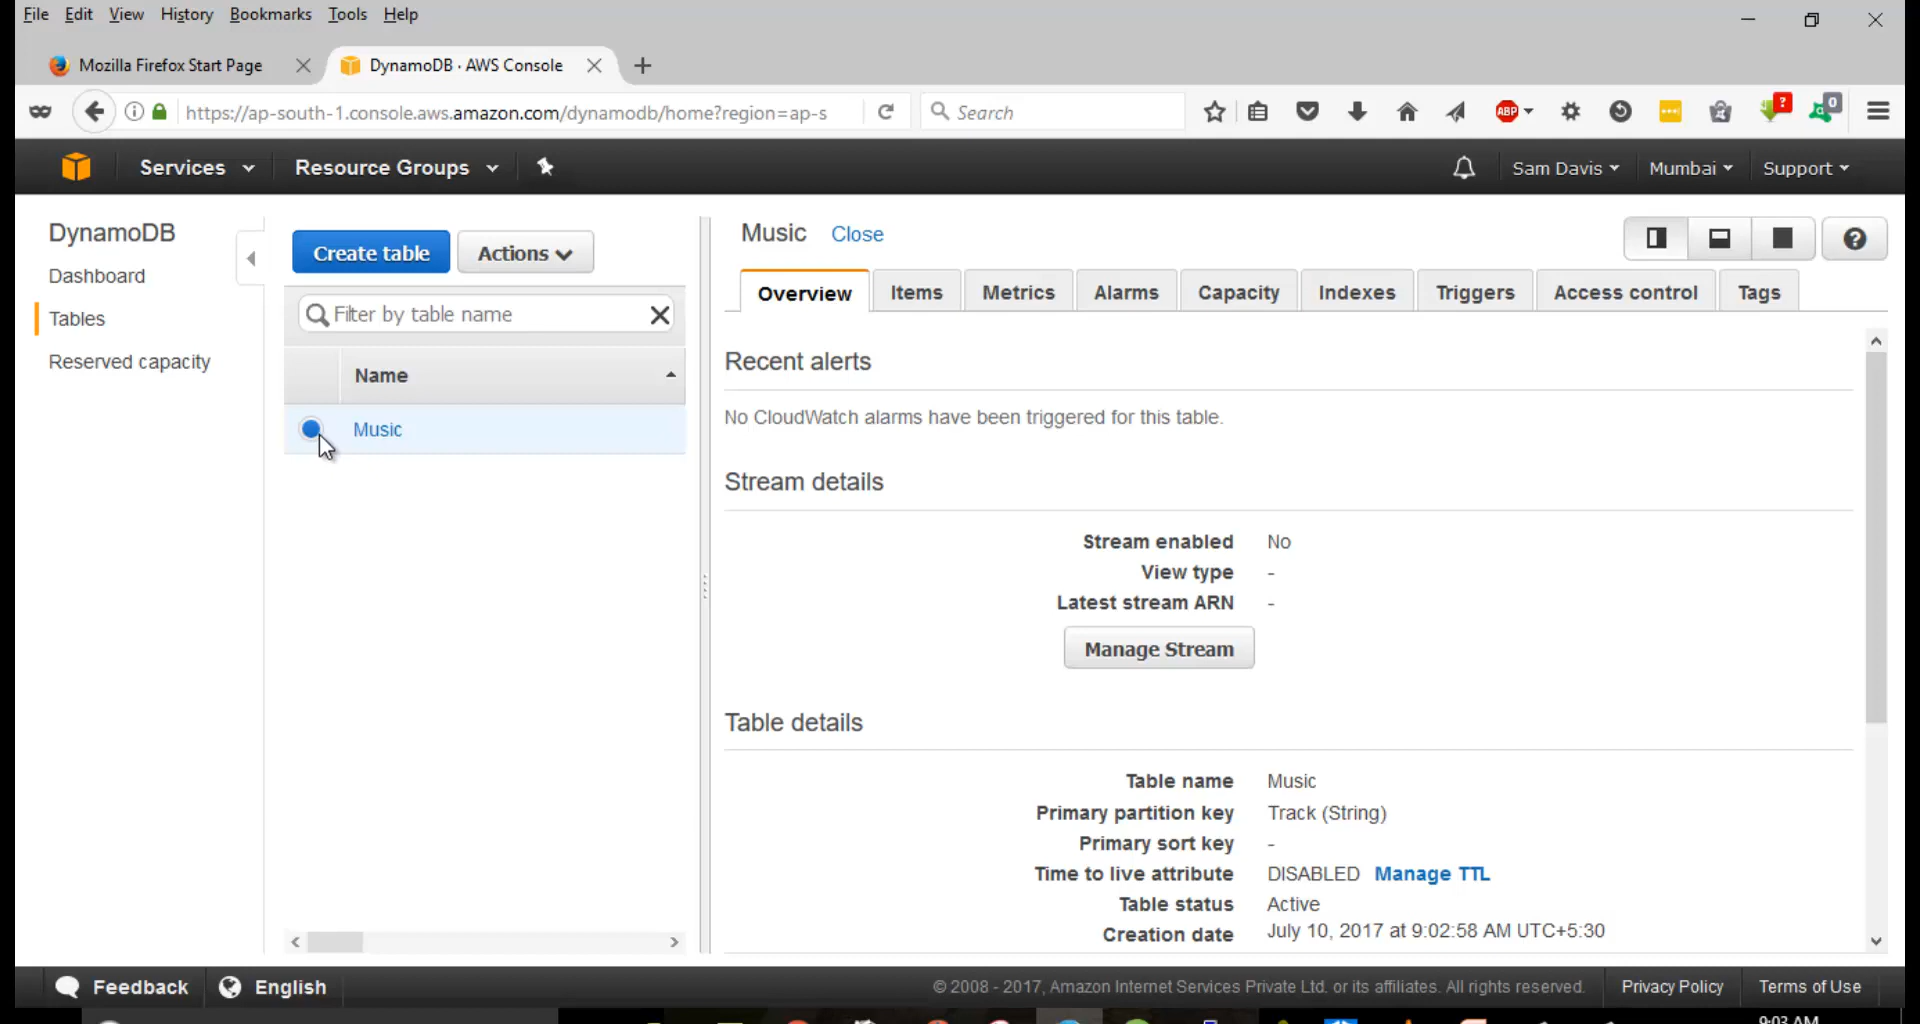 File Edit View History Bookmarks Tools Help
Mozilla Firefox Start Page
DynamoDB · AWS Console
https://ap-south-1.console.aws.amazon.com/dynamodb/home?region=ap-s
Search
ABP
?
0
Services
Resource Groups
Sam Davis
Mumbai
Support
DynamoDB
Dashboard
Tables
Reserved capacity
Create table
Actions
Filter by table name
Name
Music
Music Close
Overview Items Metrics Alarms Capacity Indexes Triggers Access control Tags
Recent alerts
No CloudWatch alarms have been triggered for this table.
Stream details
Stream enabled No
View type -
Latest stream ARN -
Manage Stream
Table details
Table name Music
Primary partition key Track (String)
Primary sort key -
Time to live attribute DISABLED Manage TTL
Table status Active
Creation date July 10, 2017 at 9:02:58 AM UTC+5:30
Feedback English
© 2008 - 2017, Amazon Internet Services Private Ltd. or its affiliates. All rights reserved. Privacy Policy Terms of Use
9:03 AM